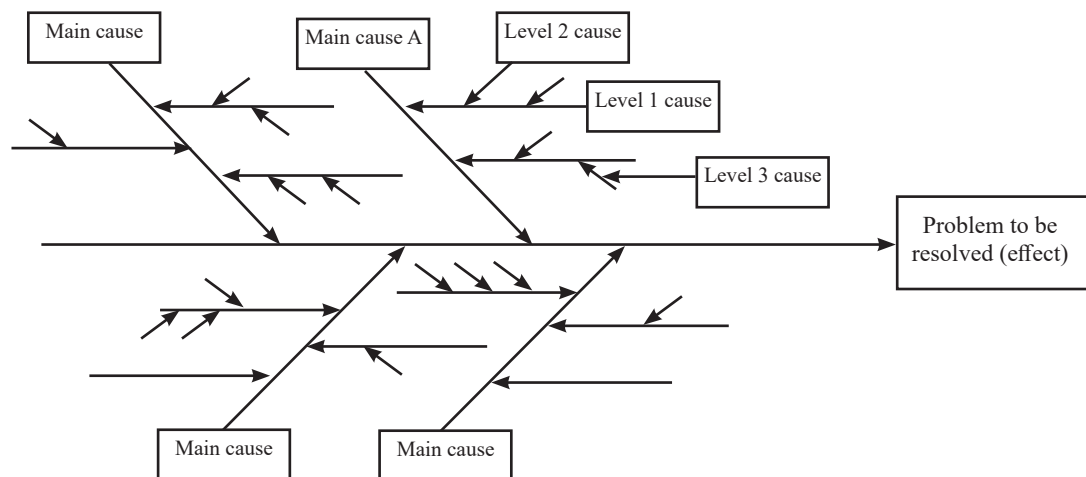 Main cause
Main cause A
Level 2 cause
Level 1 cause
Level 3 cause
Problem to be
resolved (effect)
Main cause
Main cause